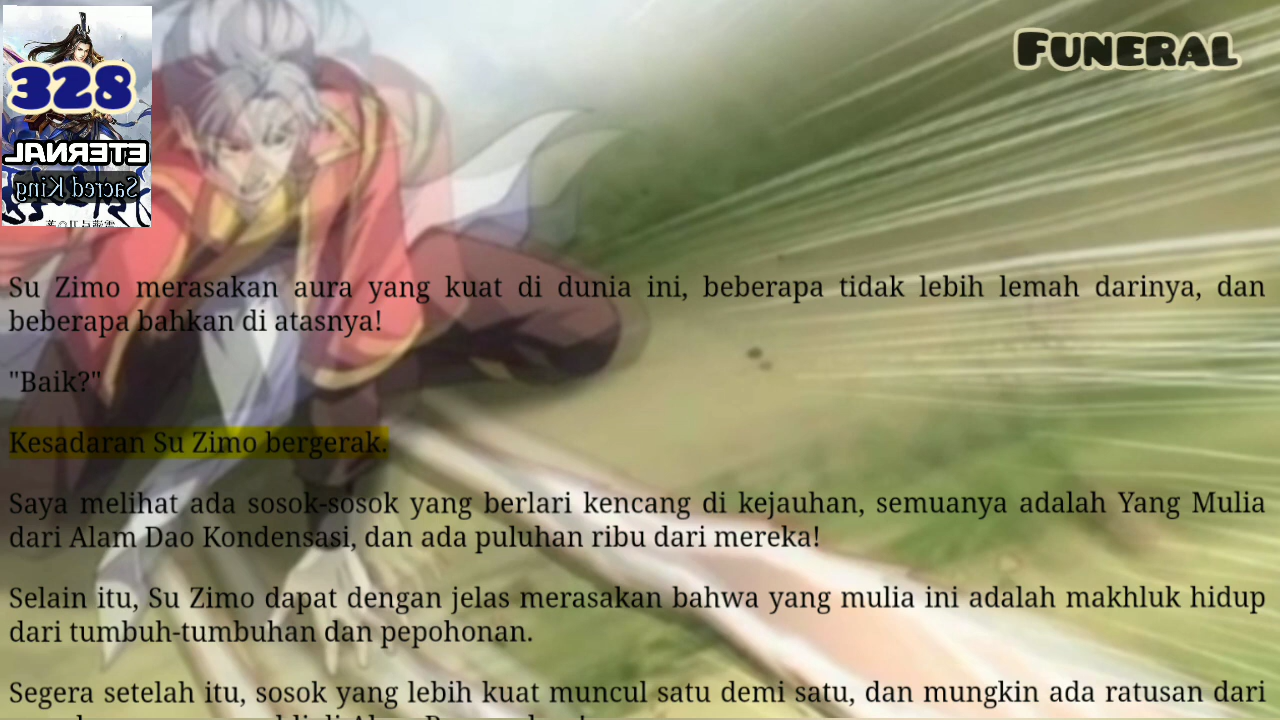 328
ETERNAL
Sacred King
FUNERAL
Su Zimo merasakan aura yang kuat di dunia ini, beberapa tidak lebih lemah darinya, dan
beberapa bahkan di atasnya!
"Baik?"
Kesadaran Su Zimo bergerak.
Saya melihat ada sosok-sosok yang berlari kencang di kejauhan, semuanya adalah Yang Mulia
dari Alam Dao Kondensasi, dan ada puluhan ribu dari mereka!
Selain itu, Su Zimo dapat dengan jelas merasakan bahwa yang mulia ini adalah makhluk hidup
dari tumbuh-tumbuhan dan pepohonan.
Segera setelah itu, sosok yang lebih kuat muncul satu demi satu, dan mungkin ada ratusan dari